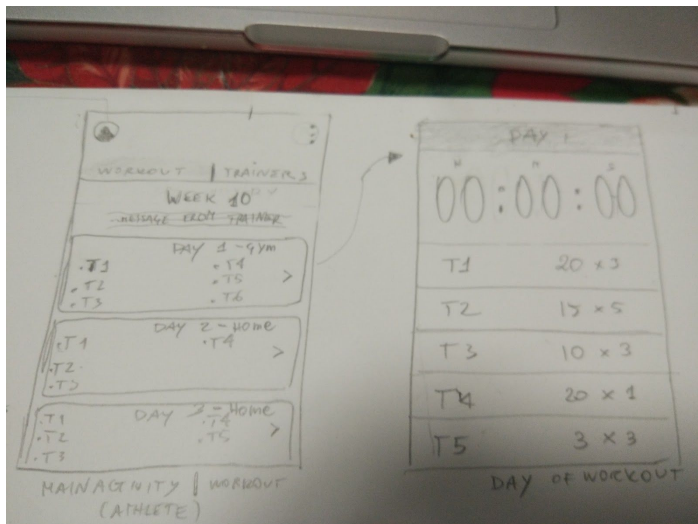 WORKOUT | TRAINERS
WEEK 10
MESSAGE FROM TRAINER
DAY 1 - Gym
. T1 . T4
. T2 . T5
. T3 . T6
>
DAY 2 - Home
. T1 . T4
. T2
. T3
>
DAY 3 - Home
. T1 . T4
. T2 . T5
. T3
>
MAINACTIVITY | WORKOUT
(ATHLETE)
1
DAY 1
H M S
00:00:00
T1 20 x 3
T2 15 x 5
T3 10 x 3
T4 20 x 1
T5 3 x 3
DAY OF WORKOUT